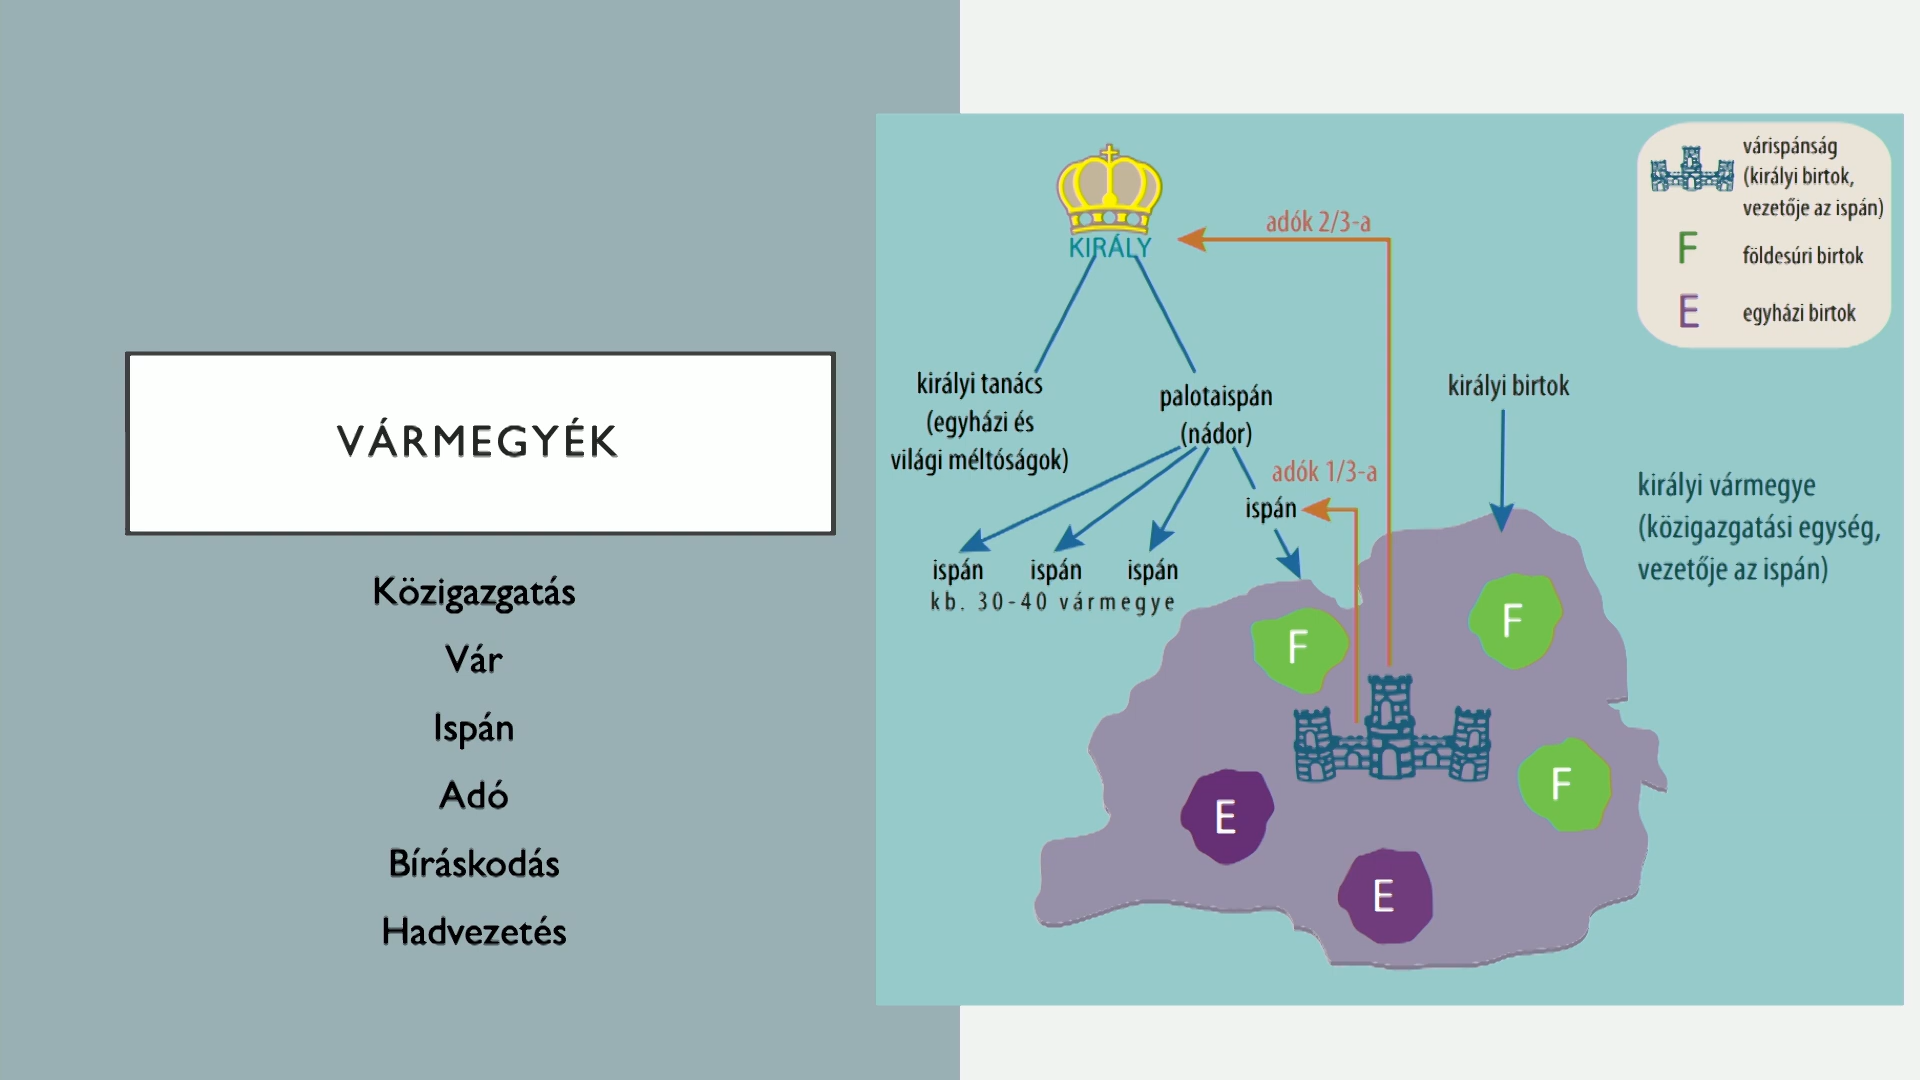 VÁRMEGYÉK
Közigazgatás
Vár
Ispán
Adó
Bíráskodás
Hadvezetés
KIRÁLY
adók 2/3-a
királyi tanács
(egyházi és
világi méltóságok)
palotaispán
(nádor)
adók 1/3-a
ispán
ispán
ispán
ispán
kb. 30-40 vármegye
királyi birtok
várispánság
(királyi birtok,
vezetője az ispán)
F
földesúri birtok
E
egyházi birtok
királyi vármegye
(közigazgatási egység,
vezetője az ispán)
F
F
F
E
E